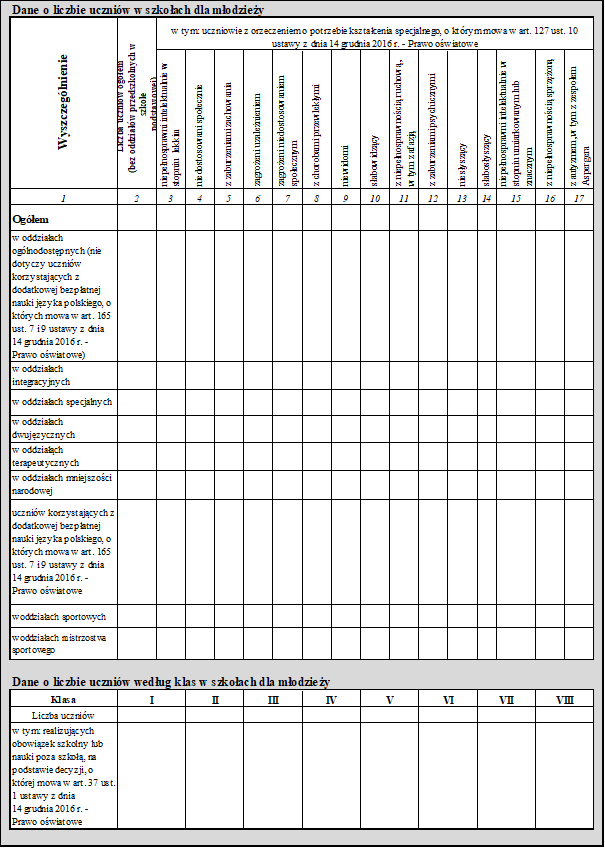 Dane o liczbie uczniów w szkołach dla młodzieży
Wyszczególnienie
Liczba uczniów ogółem
(bez oddziałów przedszkolnych w
szkole
podstawowej)
w tym: uczniowie z orzeczeniem o potrzebie kształcenia specjalnego, o którym mowa w art. 127 ust. 10
ustawy z dnia 14 grudnia 2016 r. - Prawo oświatowe
niepełnosprawni intelektualnie w
stopniu lekkim
niedostosowani społecznie
z zaburzeniami zachowania
zagrożeni uzależnieniem
zagrożeni niedostosowaniem
społecznym
z chorobami przewlekłymi
niewidomi
słabowidzący
z niepełnosprawnością ruchową,
w tym z afazją
z zaburzeniami psychicznymi
niesłyszący
słabosłyszący
niepełnosprawni intelektualnie w
stopniu umiarkowanym lub
znacznym
z niepełnosprawnością sprzężoną
z autyzmem, w tym z zespołem
Aspergera
1 2 3 4 5 6 7 8 9 10 11 12 13 14 15 16 17
Ogółem
w oddziałach
ogólnodostępnych (nie
dotyczy uczniów
korzystających z
dodatkowej bezpłatnej
nauki języka polskiego, o
których mowa w art. 165
ust. 7 i 9 ustawy z dnia
14 grudnia 2016 r. -
Prawo oświatowe)
w oddziałach
integracyjnych
w oddziałach specjalnych
w oddziałach
dwujęzycznych
w oddziałach
terapeutycznych
w oddziałach mniejszości
narodowej
uczniów korzystających z
dodatkowej bezpłatnej
nauki języka polskiego, o
których mowa w art. 165
ust. 7 i 9 ustawy z dnia
14 grudnia 2016 r. -
Prawo oświatowe
w oddziałach sportowych
w oddziałach mistrzostwa
sportowego
Dane o liczbie uczniów według klas w szkołach dla młodzieży
Klasa I II III IV V VI VII VIII
Liczba uczniów
w tym: realizujących
obowiązek szkolny lub
nauki poza szkołą, na
podstawie decyzji, o
której mowa w art. 37 ust.
1 ustawy z dnia
14 grudnia 2016 r. -
Prawo oświatowe